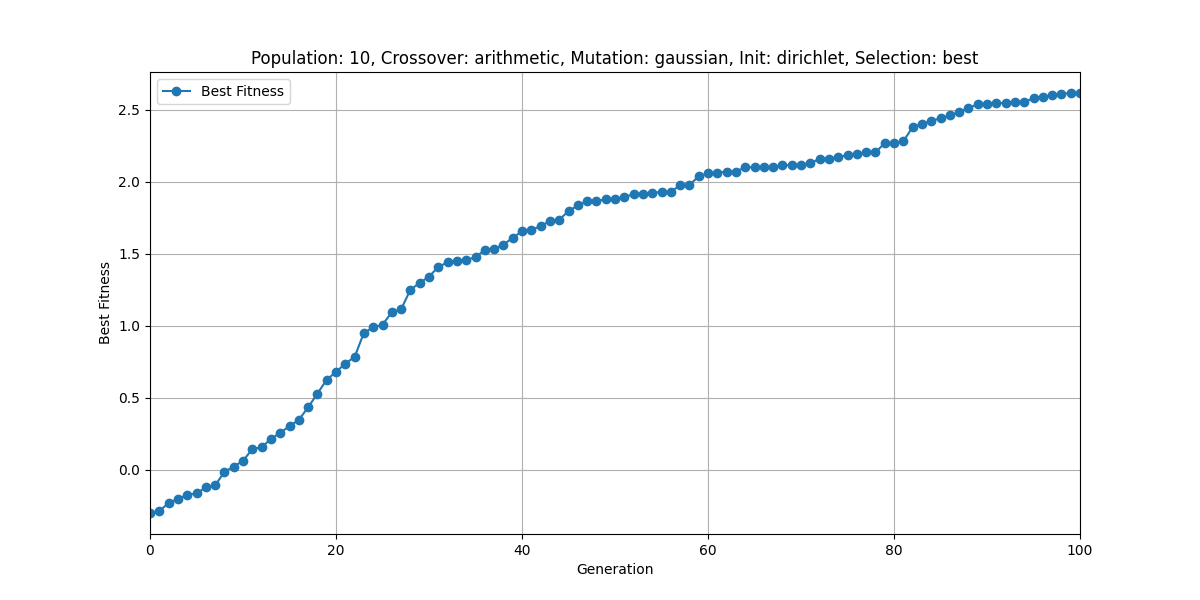 Population: 10, Crossover: arithmetic, Mutation: gaussian, Init: dirichlet, Selection: best
Best Fitness
2.5
2.0
1.5
1.0
0.5
0.0
Best Fitness
0 20 40 60 80 100
Generation